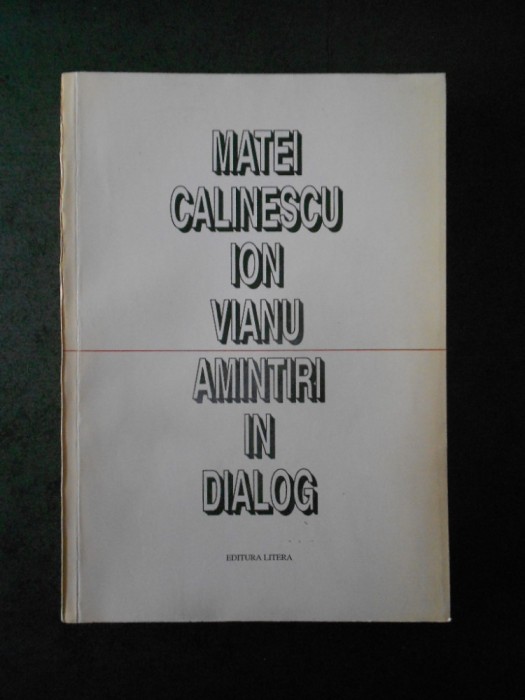 MATEI
CALINESCU
ION
VIANU
AMINTIRI
IN
DIALOG
EDITURA LITERA